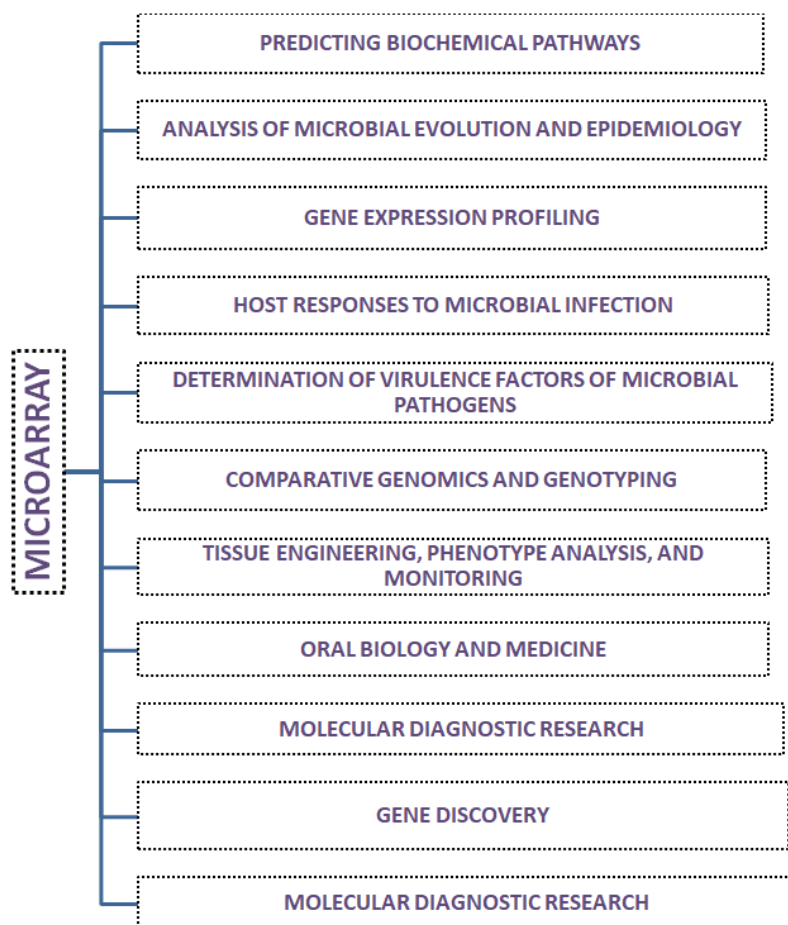 MICROARRAY
PREDICTING BIOCHEMICAL PATHWAYS
ANALYSIS OF MICROBIAL EVOLUTION AND EPIDEMIOLOGY
GENE EXPRESSION PROFILING
HOST RESPONSES TO MICROBIAL INFECTION
DETERMINATION OF VIRULENCE FACTORS OF MICROBIAL
PATHOGENS
COMPARATIVE GENOMICS AND GENOTYPING
TISSUE ENGINEERING, PHENOTYPE ANALYSIS, AND
MONITORING
ORAL BIOLOGY AND MEDICINE
MOLECULAR DIAGNOSTIC RESEARCH
GENE DISCOVERY
MOLECULAR DIAGNOSTIC RESEARCH